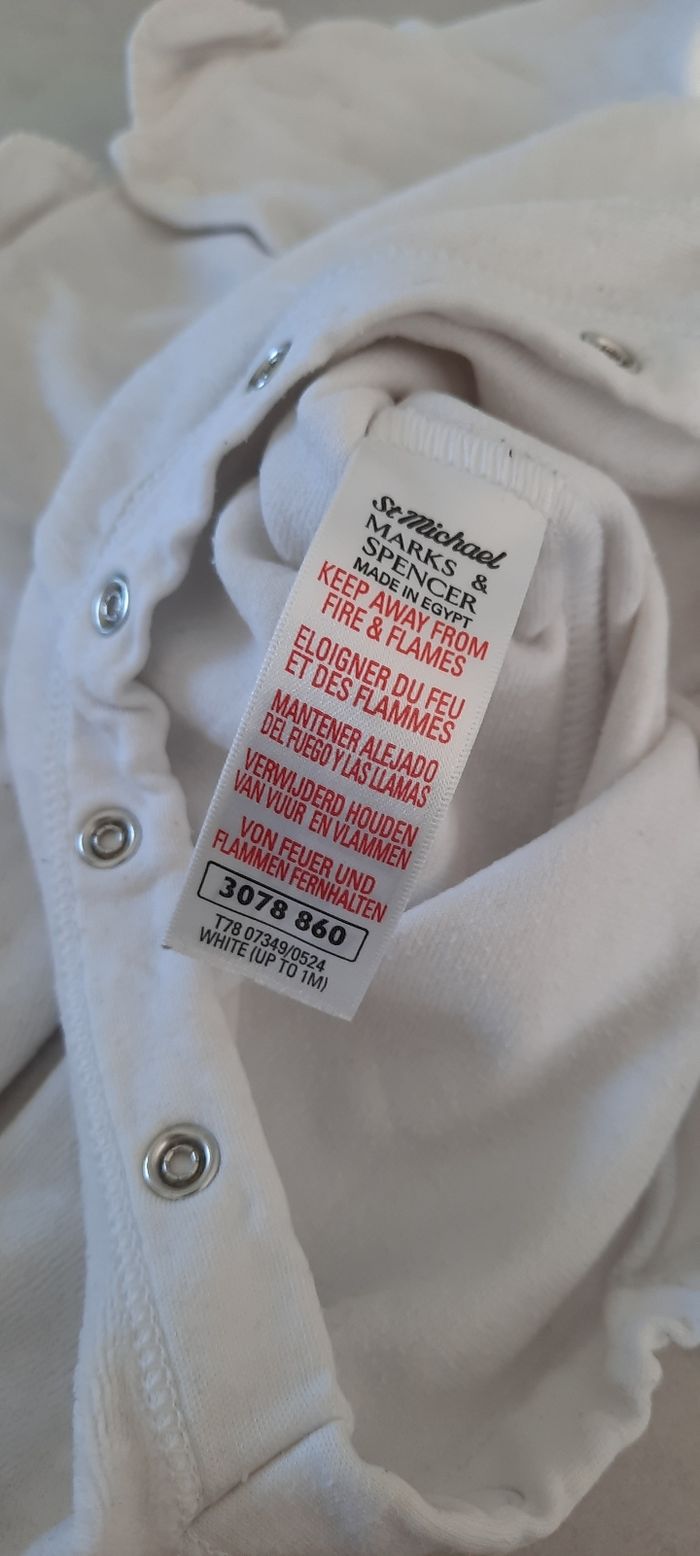 St Michael
MARKS &
SPENCER
MADE IN EGYPT
KEEP AWAY FROM
FIRE & FLAMES
ELOIGNER DU FEU
ET DES FLAMMES
MANTENER ALEJADO
DEL FUEGO Y LAS LLAMAS
VERWIJDERD HOUDEN
VAN VUUR EN VLAMMEN
VON FEUER UND
FLAMMEN FERNHALTEN
3078 860
T78 07349/0524
WHITE (UP TO 1M)